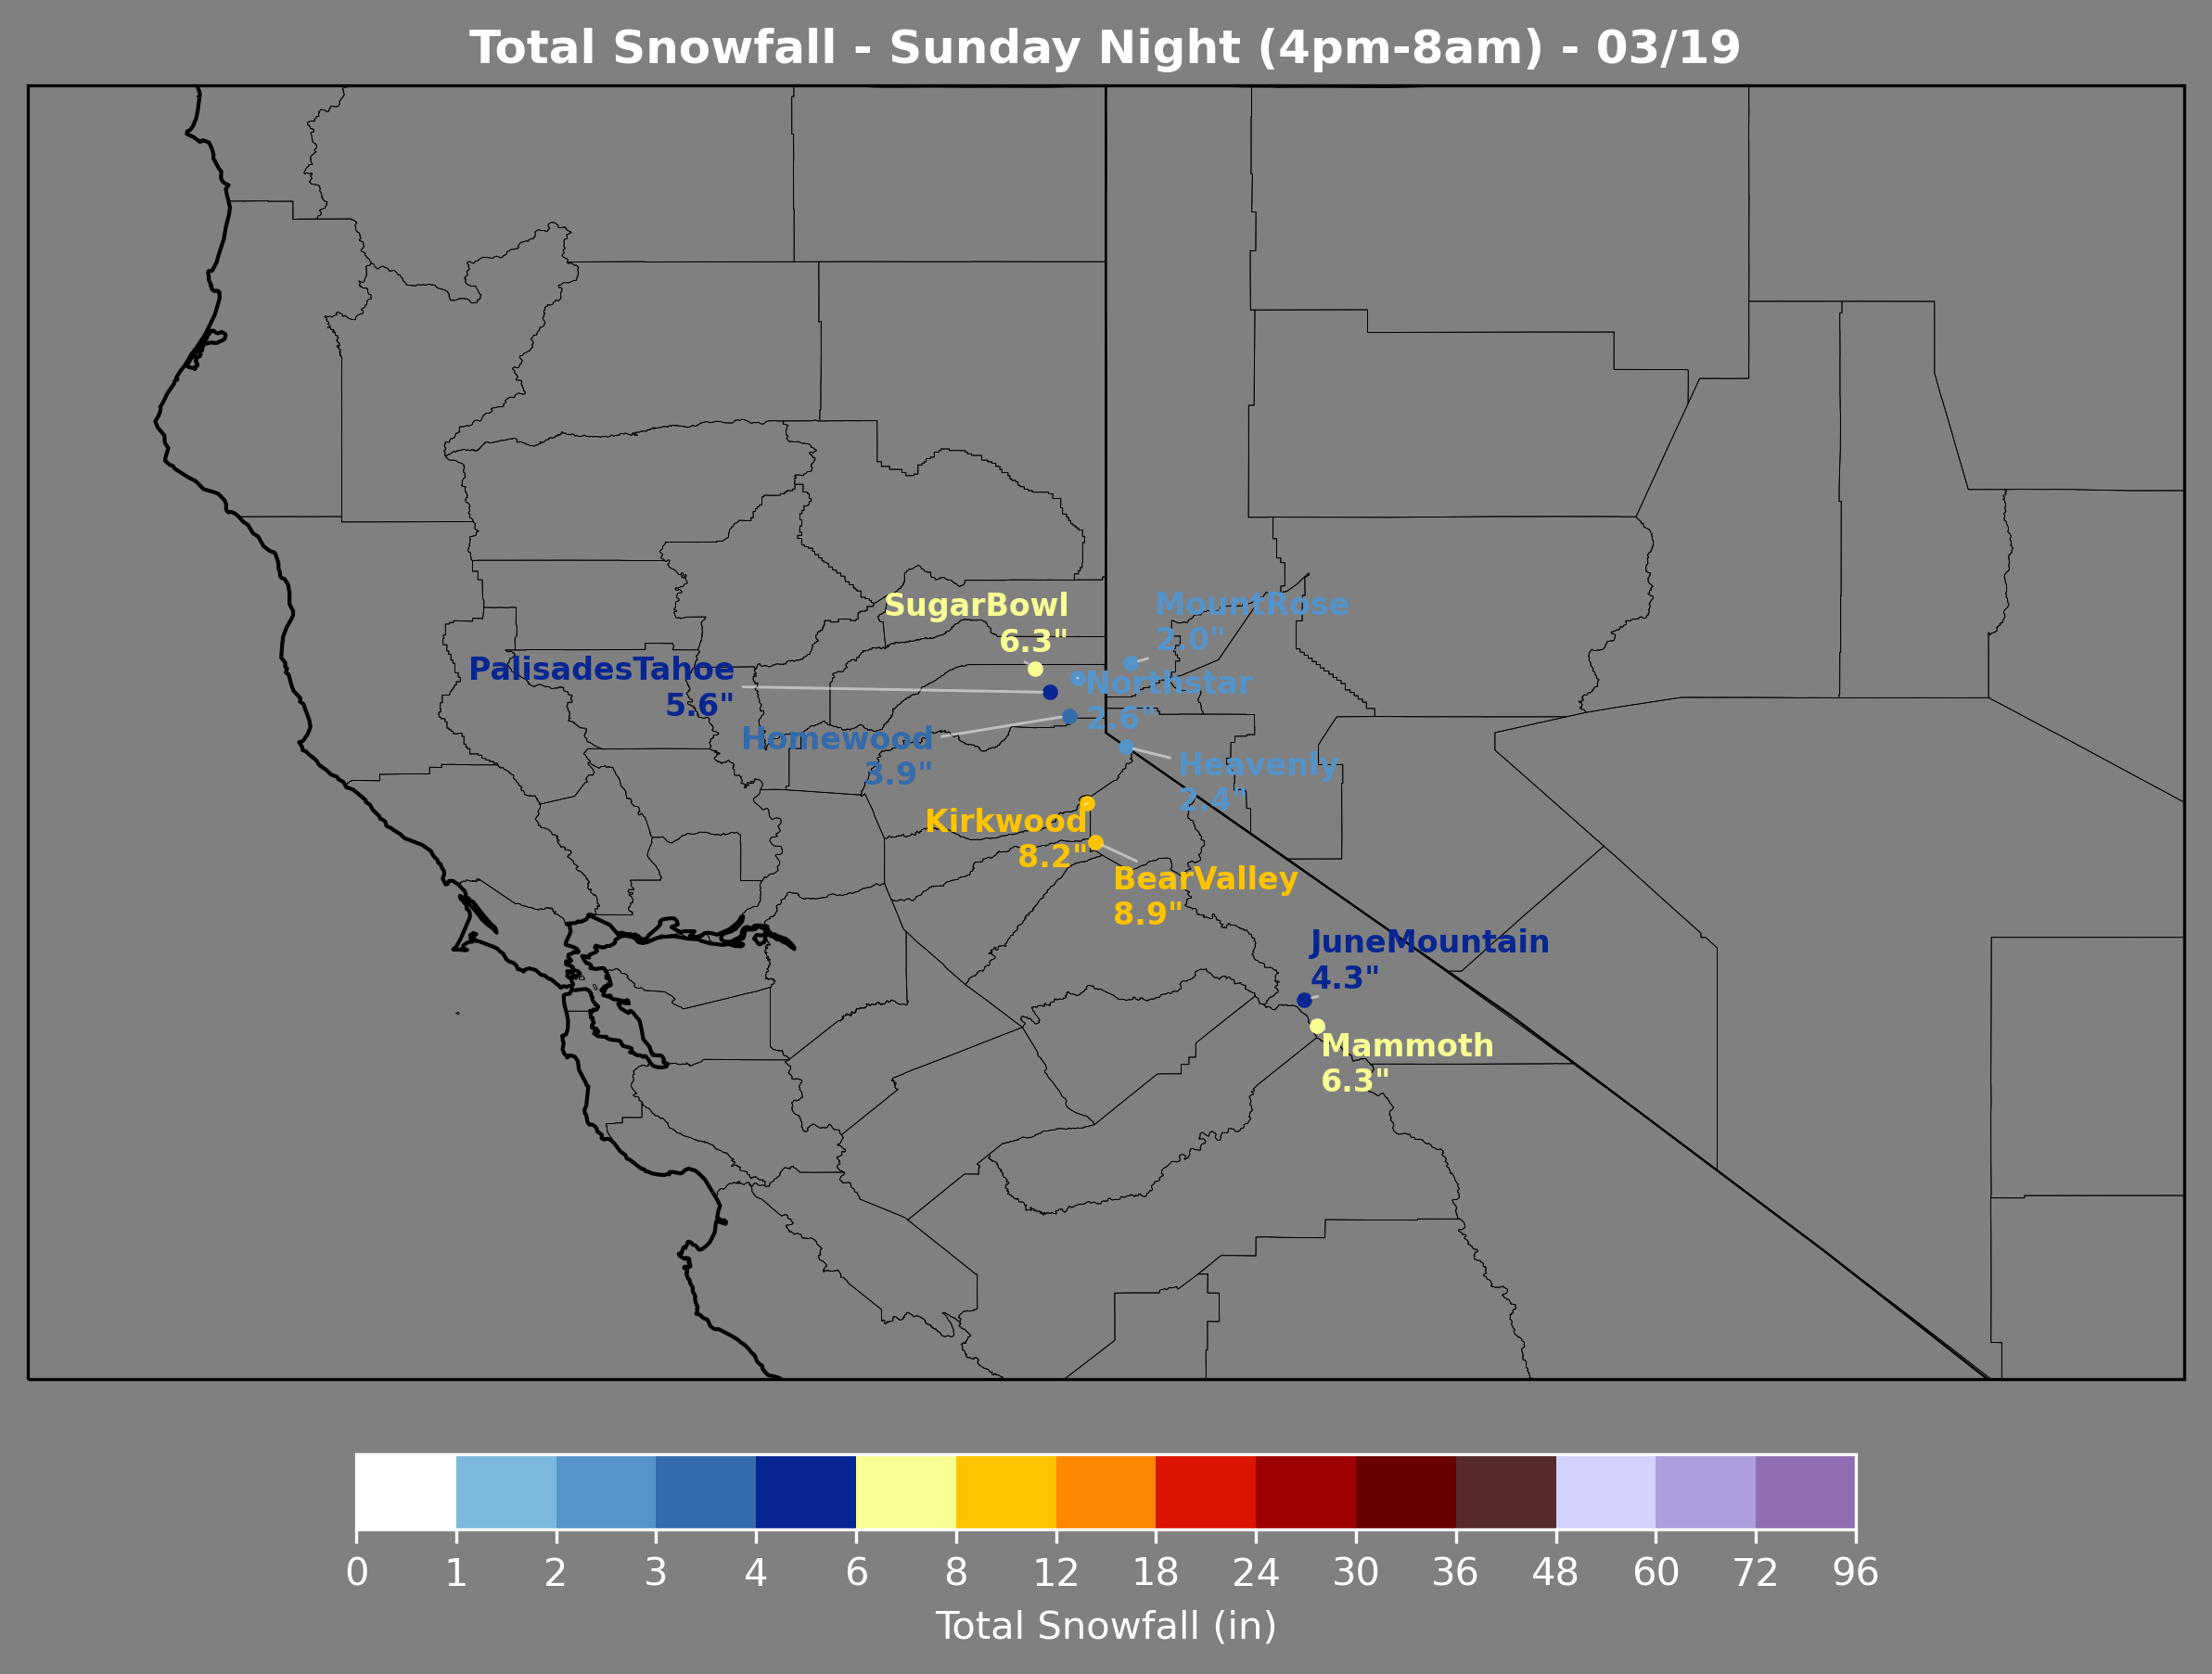 Total Snowfall - Sunday Night (4pm-8am) - 03/19
SugarBowl
6.3"
MountRose
2.0"
PalisadesTahoe
5.6"
Northstar
2.6"
Homewood
3.9"
Heavenly
2.4"
Kirkwood
8.2"
BearValley
8.9"
JuneMountain
4.3"
Mammoth
6.3"
0 1 2 3 4 6 8 12 18 24 30 36 48 60 72 96
Total Snowfall (in)